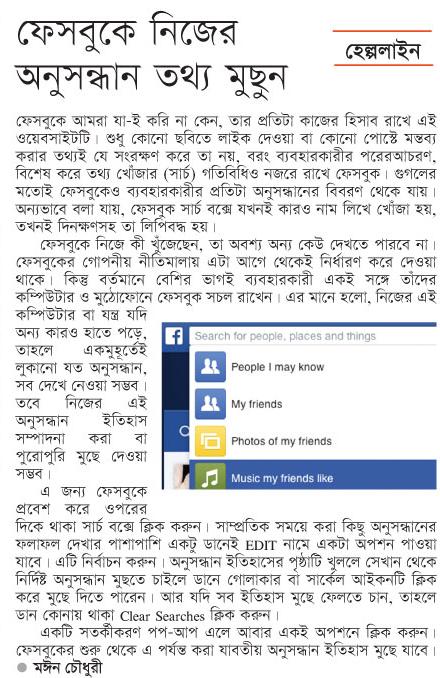 ফেসবুকে নিজের
অনুসন্ধান তথ্য মুছুন
হেল্পলাইন
ফেসবুকে আমরা যা-ই করি না কেন, তার প্রতিটা কাজের হিসাব রাখে এই
ওয়েবসাইটটি। শুধু কোনো ছবিতে লাইক দেওয়া বা কোনো পোস্টে মন্তব্য
করার তথ্যই যে সংরক্ষণ করে তা নয়, বরং ব্যবহারকারীর পরেরআচরণ,
বিশেষ করে তথ্য খোঁজার (সার্চ) গতিবিধিও নজরে রাখে ফেসবুক। গুগলের
মতোই ফেসবুকেও ব্যবহারকারীর প্রতিটা অনুসন্ধানের বিবরণ থেকে যায়।
অন্যভাবে বলা যায়, ফেসবুক সার্চ বক্সে যখনই কারও নাম লিখে খোঁজা হয়,
তখনই দিনক্ষণসহ তা লিপিবদ্ধ হয়।
ফেসবুকে নিজে কী খুঁজেছেন, তা অবশ্য অন্য কেউ দেখতে পারবে না।
ফেসবুকের গোপনীয় নীতিমালায় এটা আগে থেকেই নির্ধারণ করে দেওয়া
থাকে। কিন্তু বর্তমানে বেশির ভাগই ব্যবহারকারী একই সঙ্গে তাঁদের
কম্পিউটার ও মুঠোফোনে ফেসবুক সচল রাখেন। এর মানে হলো, নিজের এই
কম্পিউটার বা যন্ত্র যদি
অন্য কারও হাতে পড়ে,
তাহলে একমুহূর্তেই
লুকানো যত অনুসন্ধান,
সব দেখে নেওয়া সম্ভব।
তবে নিজের এই
অনুসন্ধান ইতিহাস
সম্পাদনা করা বা
পুরোপুরি মুছে দেওয়া
সম্ভব।
Search for people, places and things
People I may know
My friends
Photos of my friends
Music my friends like
এ জন্য ফেসবুকে
প্রবেশ করে ওপরের
দিকে থাকা সার্চ বক্সে ক্লিক করুন। সাম্প্রতিক সময়ে করা কিছু অনুসন্ধানের
ফলাফল দেখার পাশাপাশি একটু ডানেই EDIT নামে একটা অপশন পাওয়া
যাবে। এটি নির্বাচন করুন। অনুসন্ধান ইতিহাসের পৃষ্ঠাটি খুললে সেখান থেকে
নির্দিষ্ট অনুসন্ধান মুছতে চাইলে ডানে গোলাকার বা সার্কেল আইকনটি ক্লিক
করে মুছে দিতে পারেন। আর যদি সব ইতিহাস মুছে ফেলতে চান, তাহলে
ডান কোনায় থাকা Clear Searches ক্লিক করুন।
একটি সতর্কীকরণ পপ-আপ এলে আবার একই অপশনে ক্লিক করুন।
ফেসবুকের শুরু থেকে এ পর্যন্ত করা যাবতীয় অনুসন্ধান ইতিহাস মুছে যাবে।
● মঈন চৌধুরী